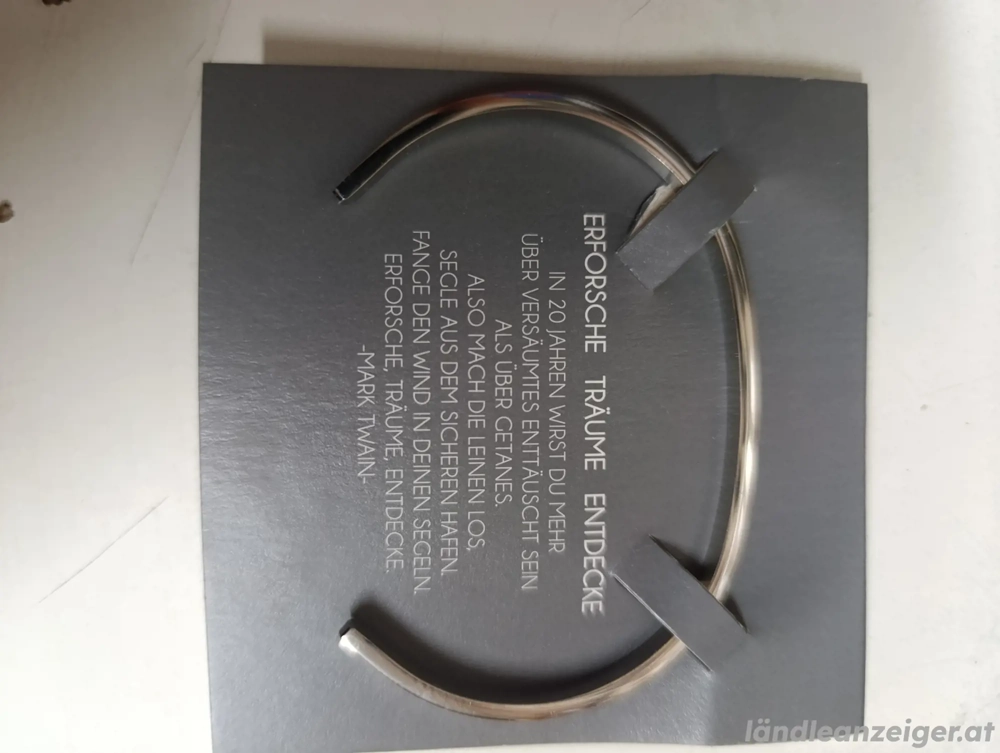 ERFORSCHE TRÄUME ENTDECKE
IN 20 JAHREN WIRST DU MEHR
ÜBER VERSÄUMTES ENTTÄUSCHT SEIN
ALS ÜBER GETANES.
ALSO MACH DIE LEINEN LOS,
SEGLE AUS DEM SICHEREN HAFEN.
FANGE DEN WIND IN DEINEN SEGELN.
ERFORSCHE, TRÄUME, ENTDECKE.
-MARK TWAIN-
ländleanzeiger.at